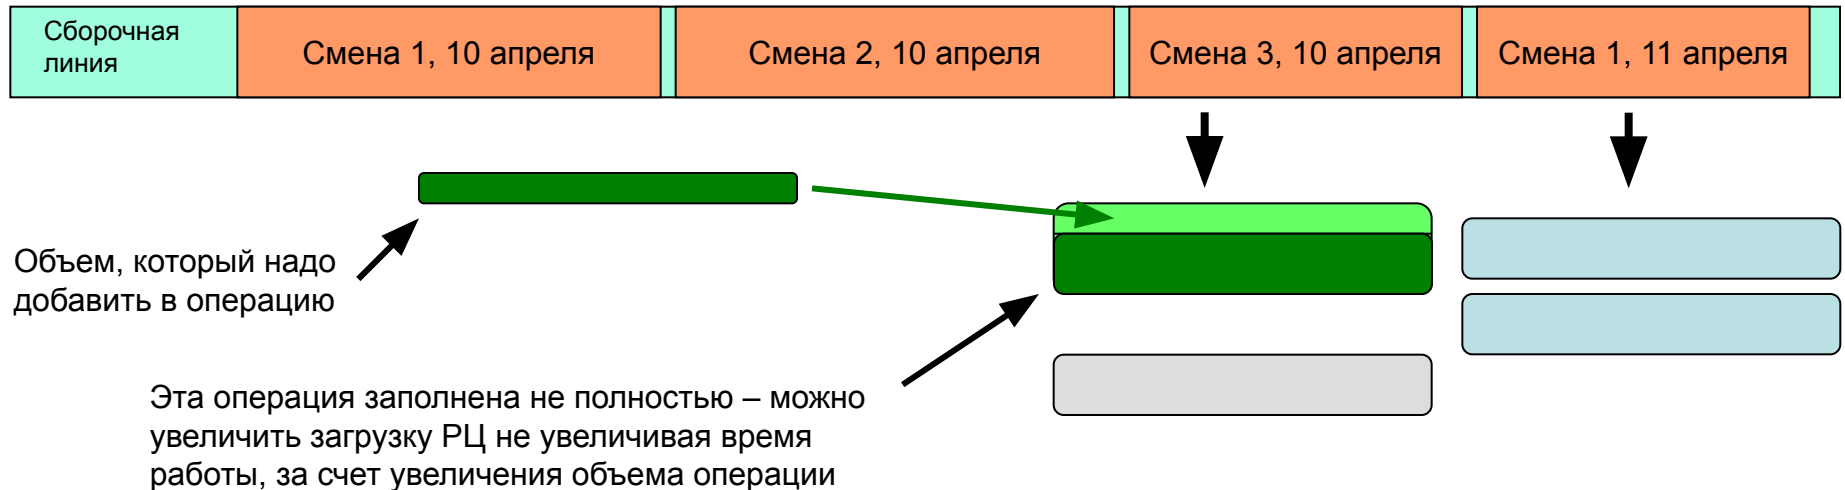 Сборочная
линия
Смена 1, 10 апреля
Смена 2, 10 апреля
Смена 3, 10 апреля
Смена 1, 11 апреля
Объем, который надо
добавить в операцию
Эта операция заполнена не полностью – можно
увеличить загрузку РЦ не увеличивая время
работы, за счет увеличения объема операции